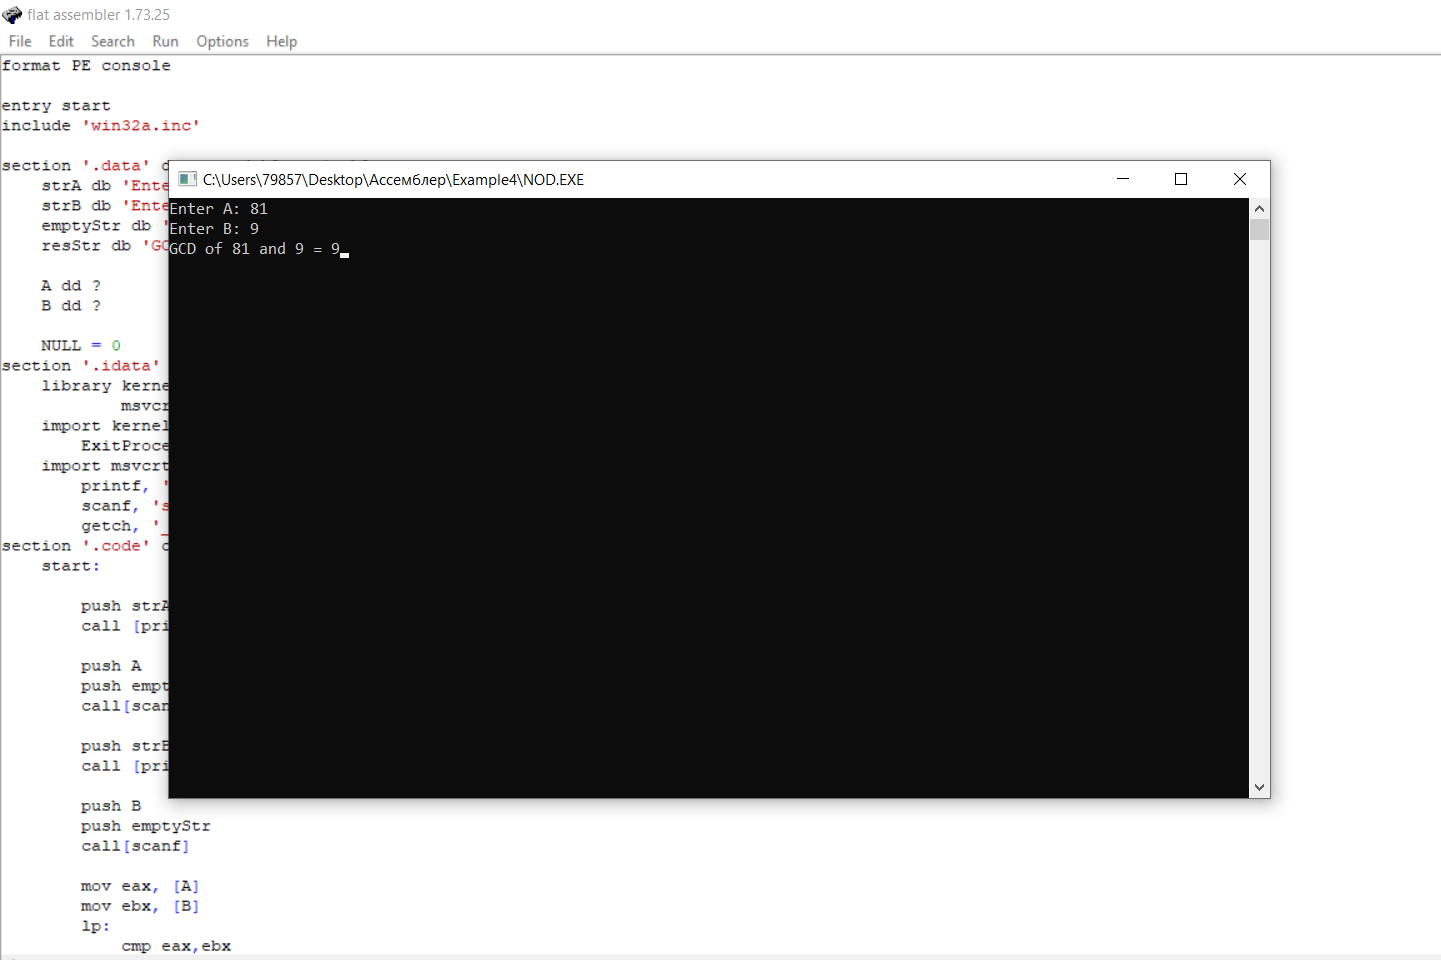 flat assembler 1.73.25
File Edit Search Run Options Help
format PE console
entry start
include 'win32a.inc'
section '.data'
strA db 'Ente
strB db 'Ente
emptyStr db '
resStr db 'GC
A dd ?
B dd ?
NULL = 0
section '.idata'
library kerne
msvcr
import kernel
ExitProce
import msvcrt
printf, '
scanf, 's
getch, '_
section '.code'
start:
push strA
call [pri
push A
push empt
call[scan
push strB
call [pri
push B
push emptyStr
call[scanf]
mov eax, [A]
mov ebx, [B]
lp:
cmp eax,ebx
C:\Users\79857\Desktop\Ассемблер\Example4\NOD.EXE
Enter A: 81
Enter B: 9
GCD of 81 and 9 = 9